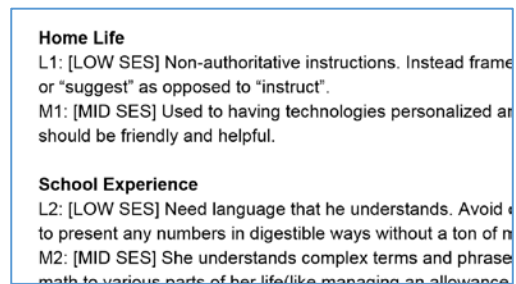 Home Life
L1: [LOW SES] Non-authoritative instructions. Instead frame
or “suggest” as opposed to “instruct”.
M1: [MID SES] Used to having technologies personalized
should be friendly and helpful.
School Experience
L2: [LOW SES] Need language that he understands. Avoid
to present any numbers in digestible ways without a ton of
M2: [MID SES] She understands complex terms and phrase
math to various parts of her life(like managing an allowance